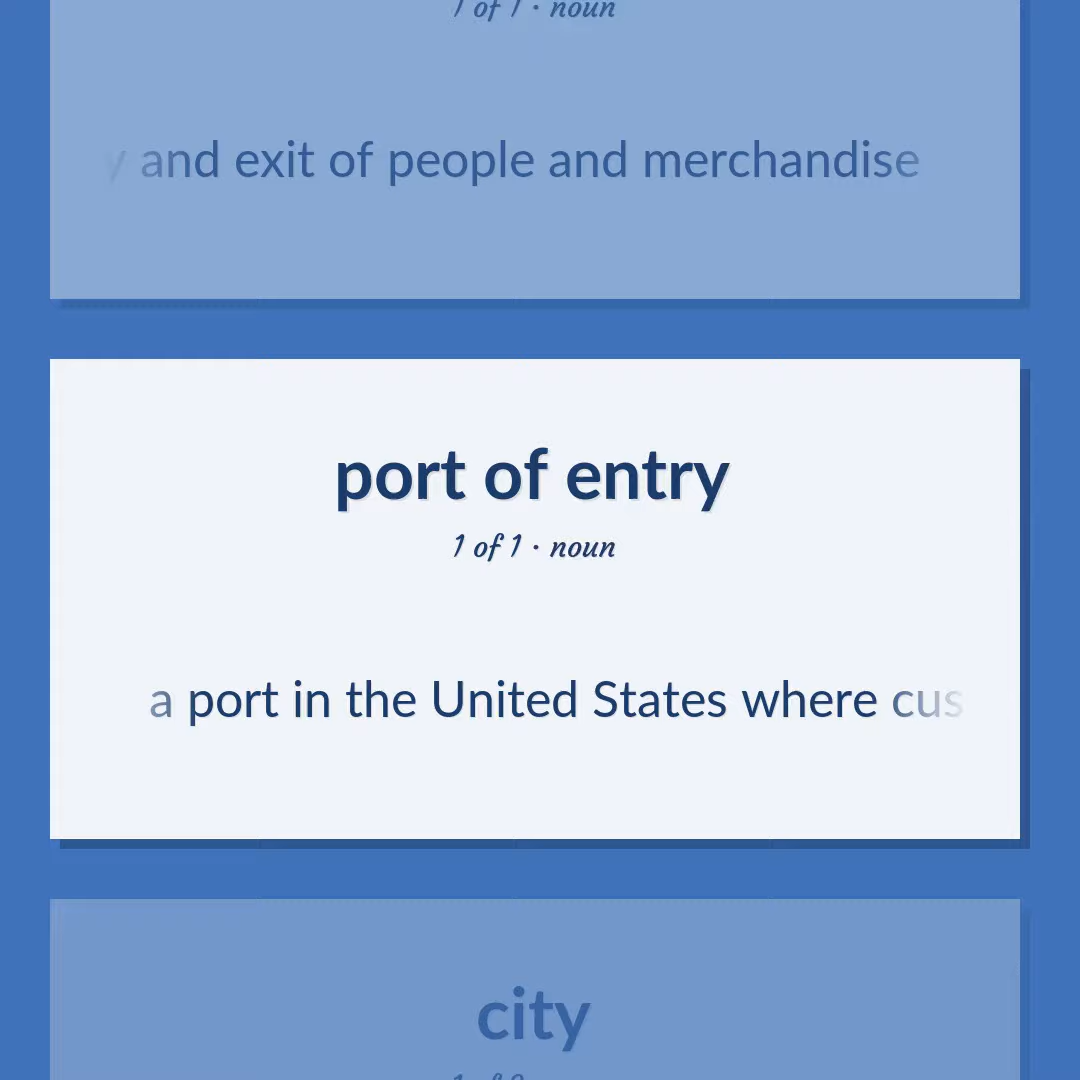 1 of 1 · noun
and exit of people and merchandise
port of entry
1 of 1 · noun
a port in the United States where cus
city